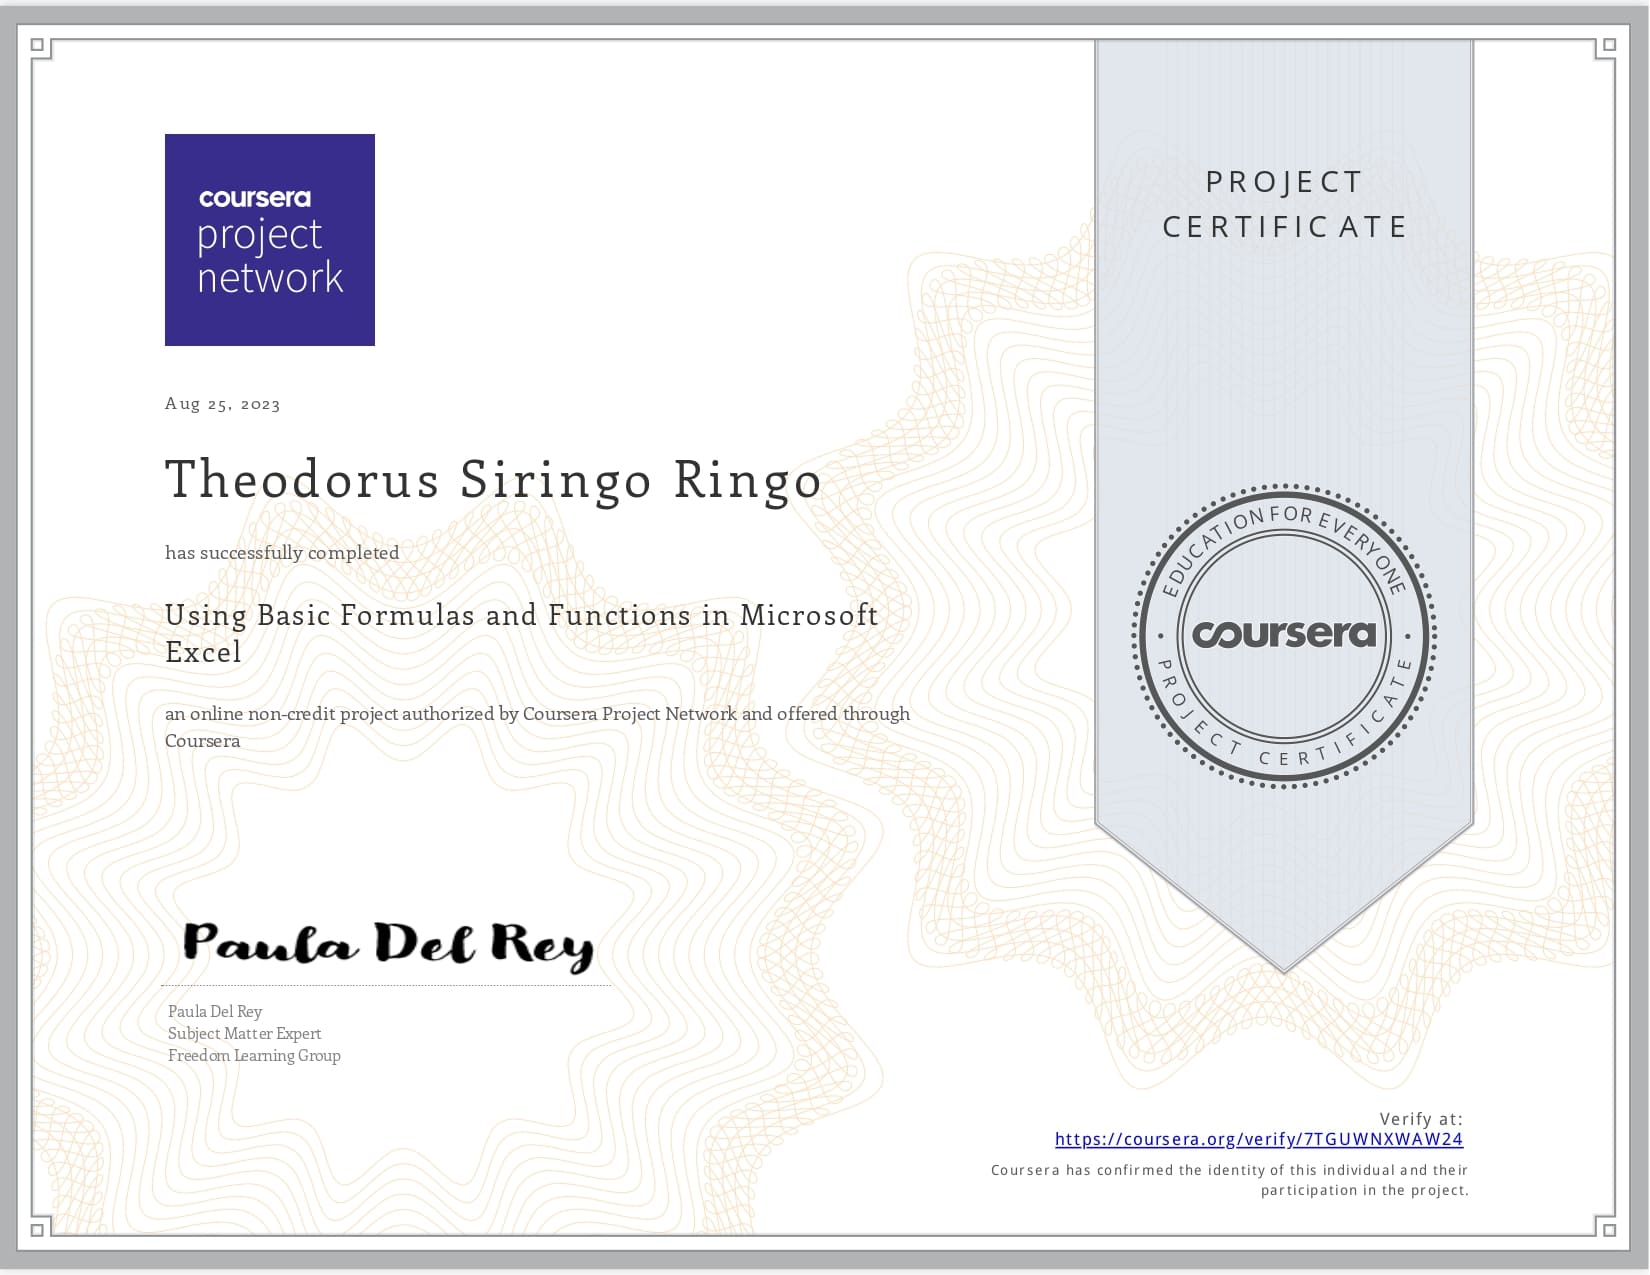 coursera
project
network
PROJECT
CERTIFICATE
Aug 25, 2023
Theodorus Siringo Ringo
has successfully completed
Using Basic Formulas and Functions in Microsoft
Excel
an online non-credit project authorized by Coursera Project Network and offered through
Coursera
EDUCATION FOR EVERYONE
coursera
PROJECT CERTIFICATE
Paula Del Rey
Paula Del Rey
Subject Matter Expert
Freedom Learning Group
Verify at:
https://coursera.org/verify/7TGUWNXWAW24
Coursera has confirmed the identity of this individual and their
participation in the project.